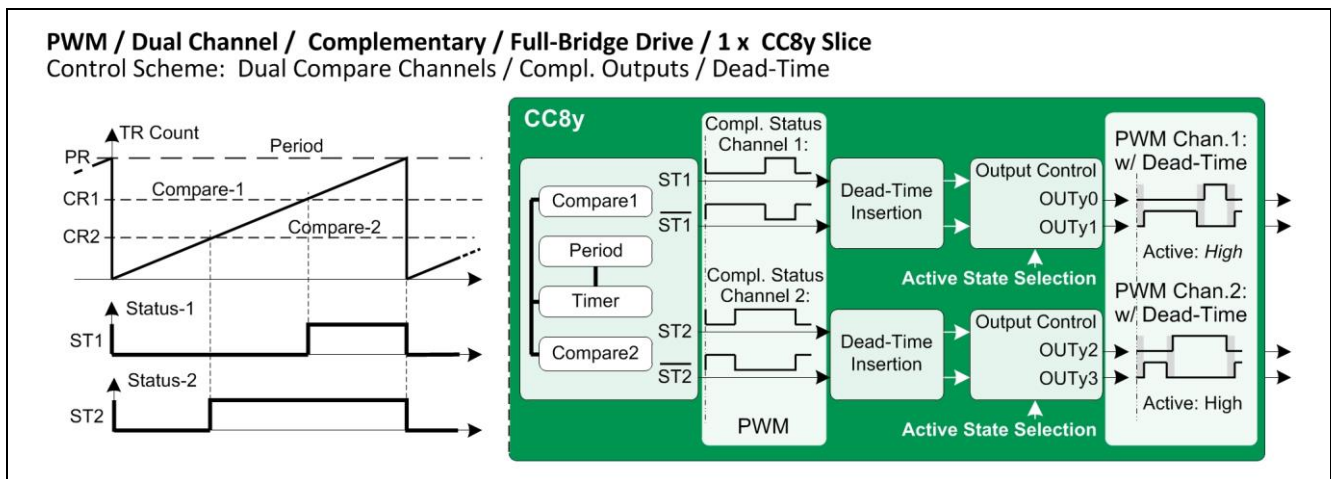 PWM / Dual Channel / Complementary / Full-Bridge Drive / 1 x CC8y Slice
Control Scheme: Dual Compare Channels / Compl. Outputs / Dead-Time
TR Count
PR
Period
CR1
Compare-1
CR2
Compare-2
Status-1
ST1
Status-2
ST2
CC8y
Compare1
Period
Timer
Compare2
ST1
ST1
ST2
ST2
Compl. Status
Channel 1:
Compl. Status
Channel 2:
PWM
Dead-Time
Insertion
Output Control
OUTy0
OUTy1
Active State Selection
Dead-Time
Insertion
Output Control
OUTy2
OUTy3
Active State Selection
PWM Chan.1:
w/ Dead-Time
Active: High
PWM Chan.2:
w/ Dead-Time
Active: High